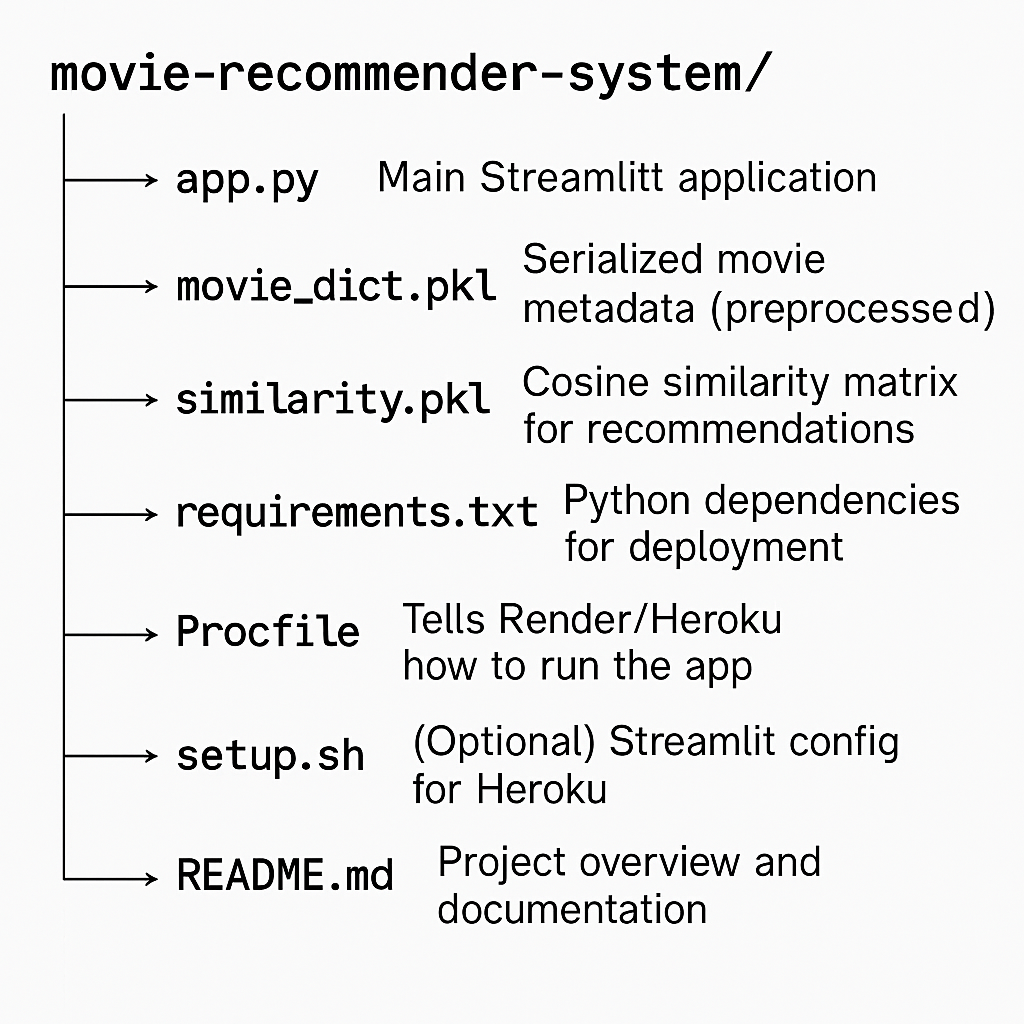 movie-recommender-system/
app.py Main Streamlitt application
movie_dict.pkl Serialized movie
metadata (preprocessed)
similarity.pkl Cosine similarity matrix
for recommendations
requirements.txt Python dependencies
for deployment
Procfile Tells Render/Heroku
how to run the app
setup.sh (Optional) Streamlit config
for Heroku
README.md Project overview and
documentation